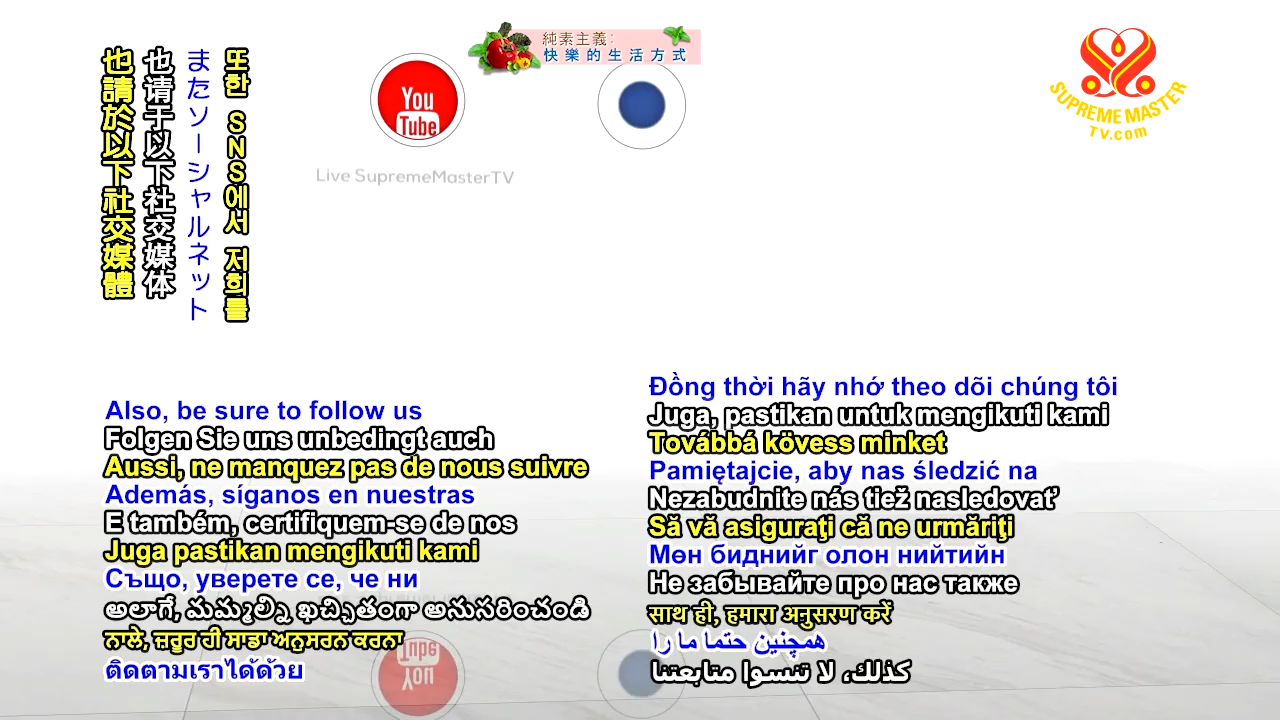 純素主義:
快樂的生活方式
SUPREME MASTER
TV.com
You
Tube
Live SupremeMasterTV
또한 SNS에서 저희를
またソーシャルネット
也请于以下社交媒体
也請於以下社交媒體
Also, be sure to follow us
Folgen Sie uns unbedingt auch
Aussi, ne manquez pas de nous suivre
Además, síganos en nuestras
E também, certifiquem-se de nos
Juga pastikan mengikuti kami
Също, уверете се, че ни
అలాగే, మమ్మల్ని ఖచ్చితంగా అనుసరించండి
ਨਾਲੇ, ਜ਼ਰੂਰ ਹੀ ਸਾਡਾ ਅਨੁਸਰਨ ਕਰਨਾ
ติดตามเราได้ด้วย
Đồng thời hãy nhớ theo dõi chúng tôi
Juga, pastikan untuk mengikuti kami
Továbbá kövess minket
Pamiętajcie, aby nas śledzić na
Nezabudnite nás tiež nasledovať
Să vă asiguraţi că ne urmăriţi
Мөн биднийг олон нийтийн
Не забывайте про нас также
साथ ही, हमारा अनुसरण करें
همچنین حتما ما را
كذلك، لا تنسوا متابعتنا